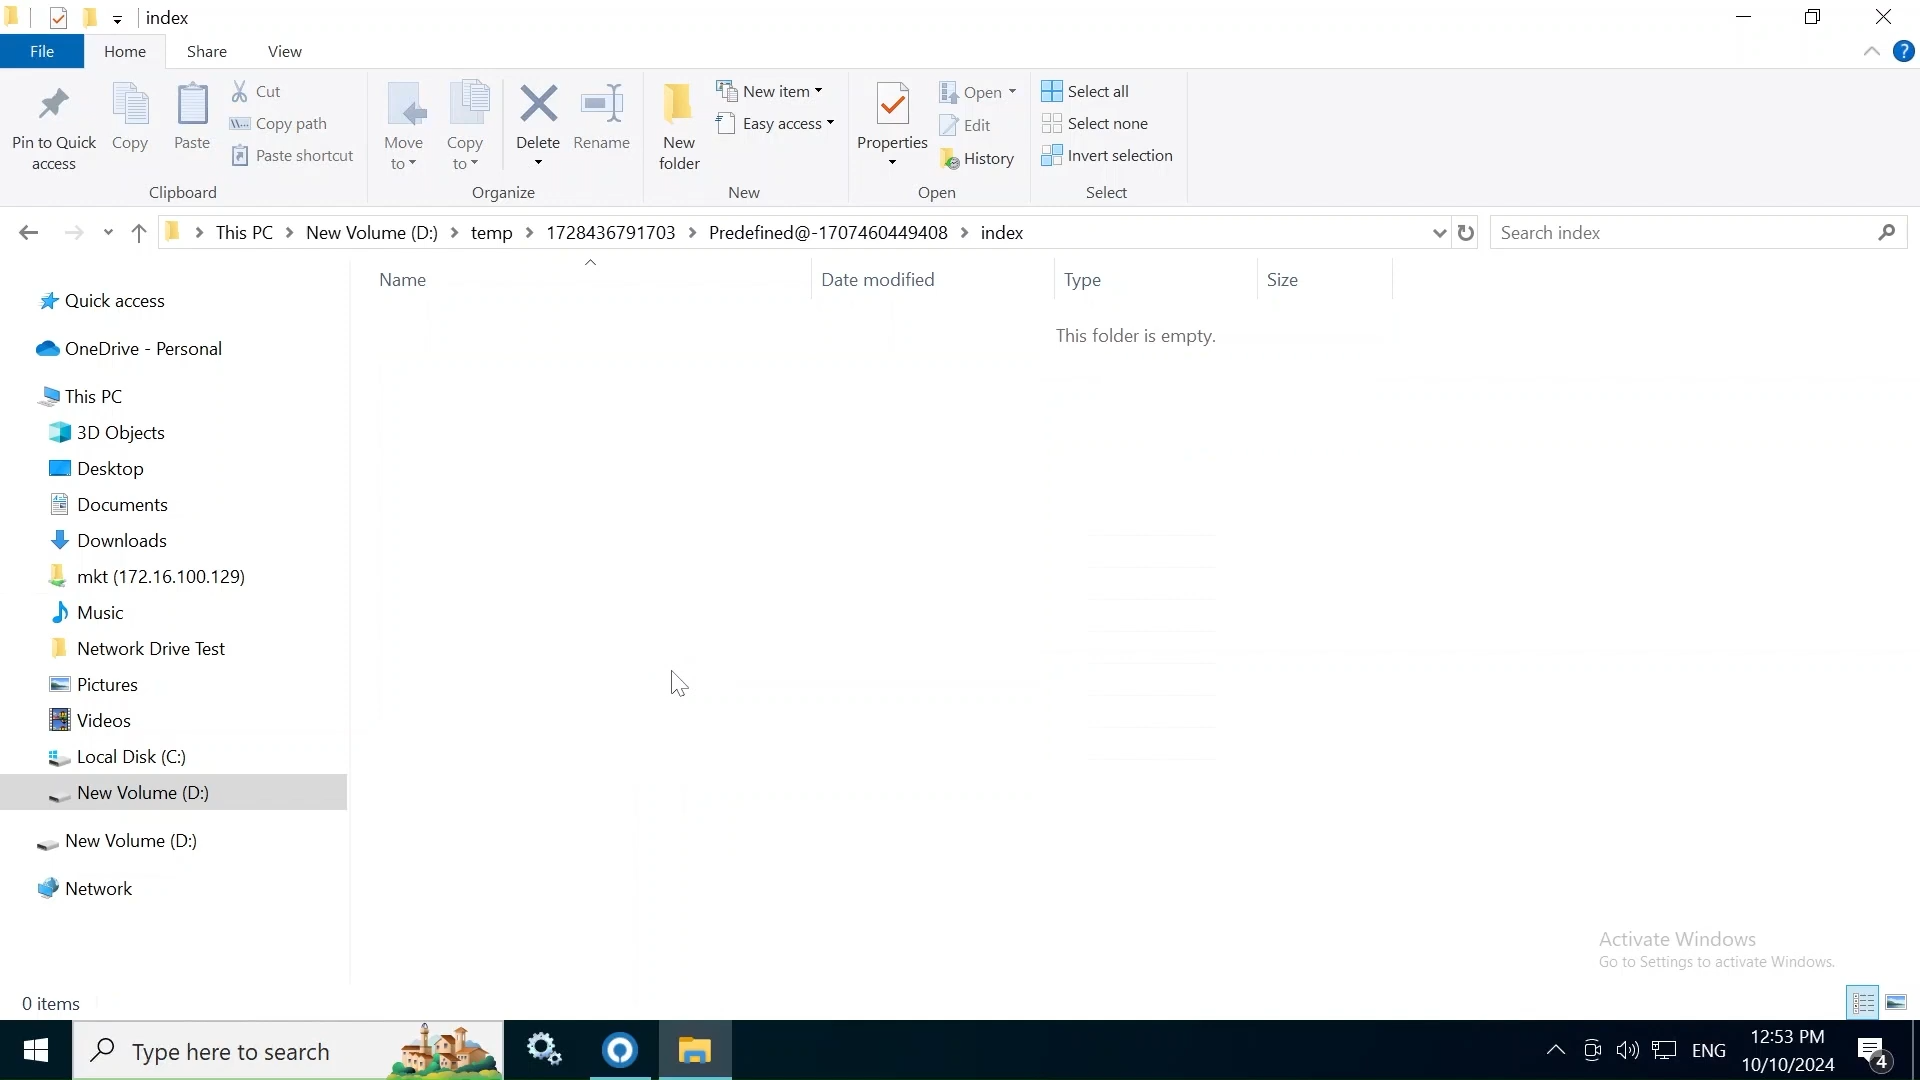 index
File Home Share View
Pin to Quick access
Copy
Paste
Cut
Copy path
Paste shortcut
Clipboard
Move to
Copy to
Delete
Rename
Organize
New folder
New item
Easy access
New
Properties
Open
Edit
History
Open
Select all
Select none
Invert selection
Select
This PC New Volume (D:) temp 1728436791703 Predefined@-1707460449408 index
Search index
Name Date modified Type Size
This folder is empty.
Quick access
OneDrive - Personal
This PC
3D Objects
Desktop
Documents
Downloads
mkt (172.16.100.129)
Music
Network Drive Test
Pictures
Videos
Local Disk (C:)
New Volume (D:)
New Volume (D:)
Network
Activate Windows
Go to Settings to activate Windows.
0 items
Type here to search
ENG
12:53 PM
10/10/2024
4